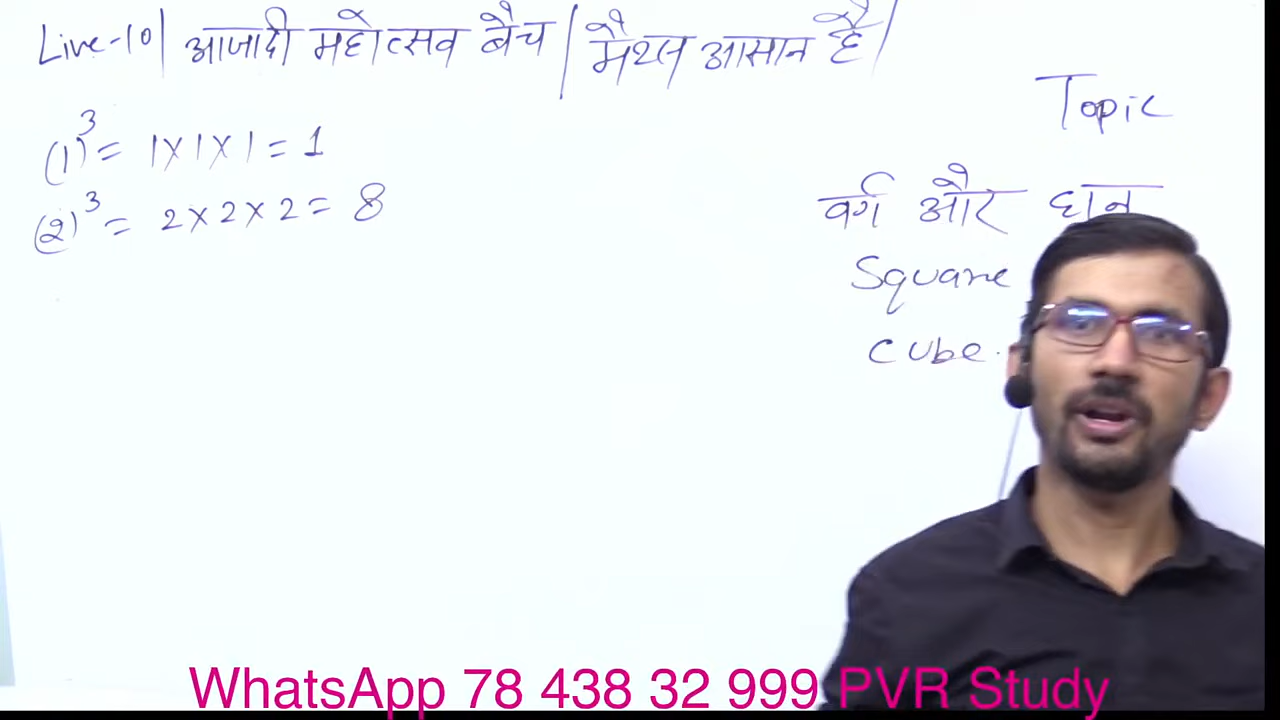 Live-10| आजादी महोत्सव बैच | मैथ्स आसान है |
Topic
(1)³ = 1×1×1 = 1
(2)³ = 2×2×2 = 8
वर्ग और घन
Square
Cube.
WhatsApp 78 438 32 999 PVR Study